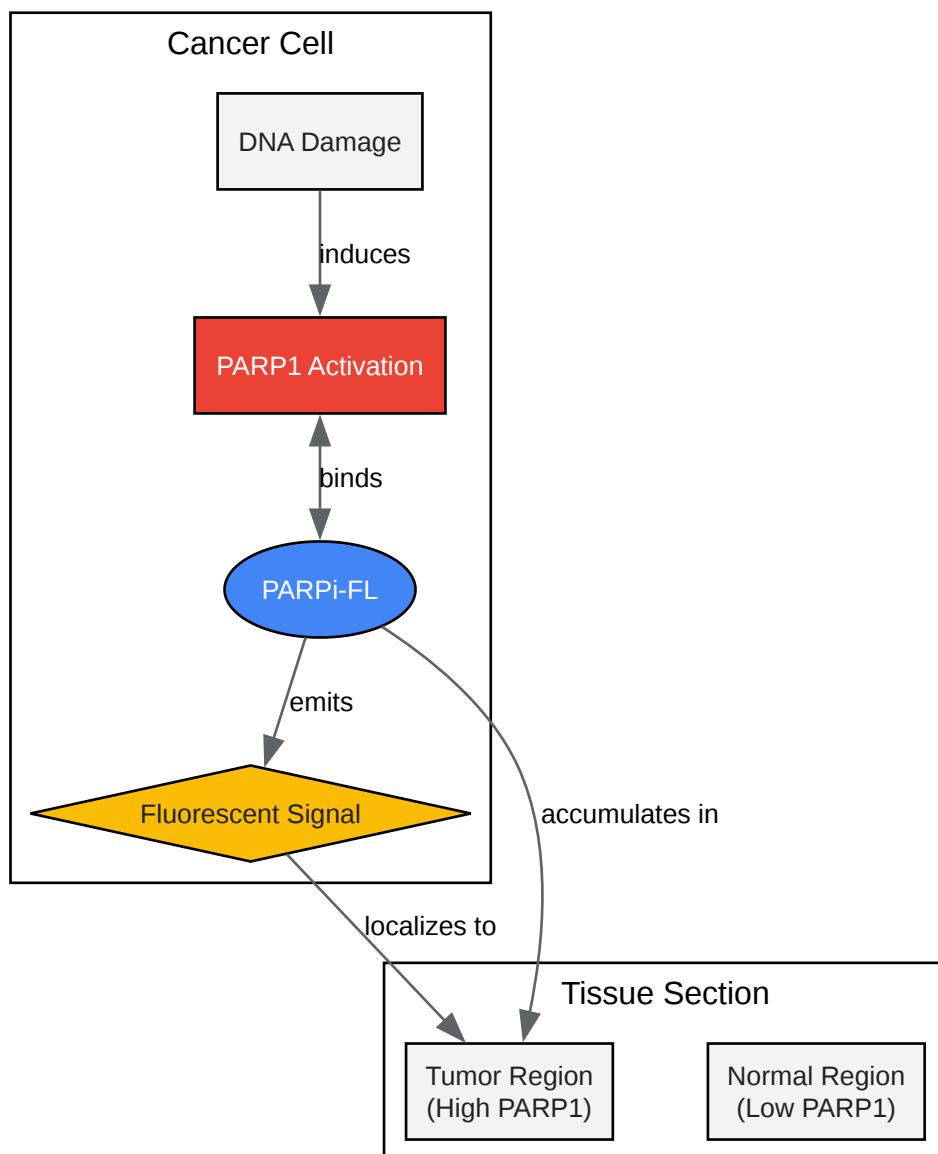 Cancer Cell
DNA Damage
induces
PARP1 Activation
binds
PARPi-FL
emits
Fluorescent Signal
accumulates in
localizes to
Tissue Section
Tumor Region
(High PARP1)
Normal Region
(Low PARP1)